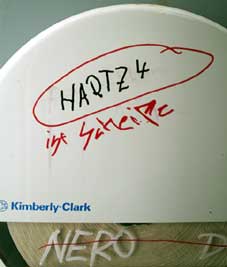 HARTZ 4
ist Scheiße
Kimberly-Clark
NERO D